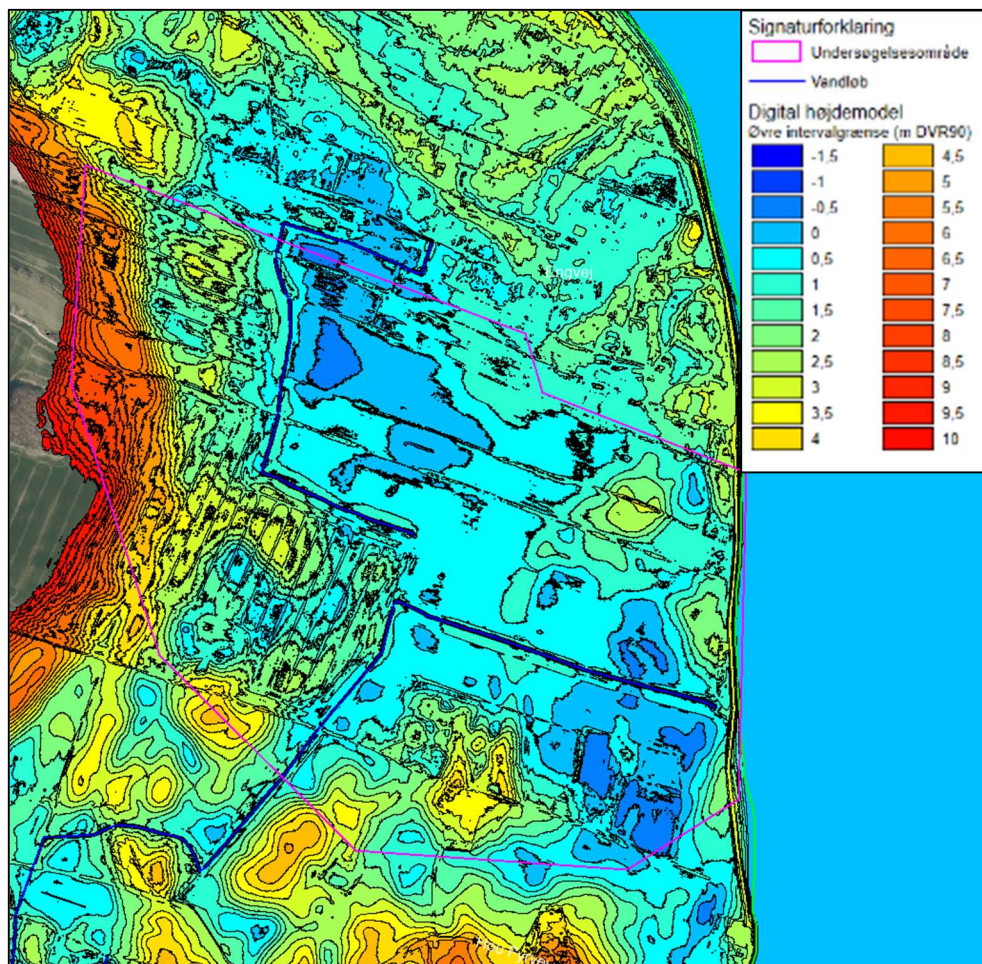 Signaturforklaring
Undersøgelsesområde
Vandløb
Digital højdemodel
Øvre intervalgrænse (m DVR90)
-1,5 4,5
-1 5
-0,5 5,5
0 6
0,5 6,5
1 7
1,5 7,5
2 8
2,5 8,5
3 9
3,5 9,5
4 10
Engvej
Hou Fyrvej